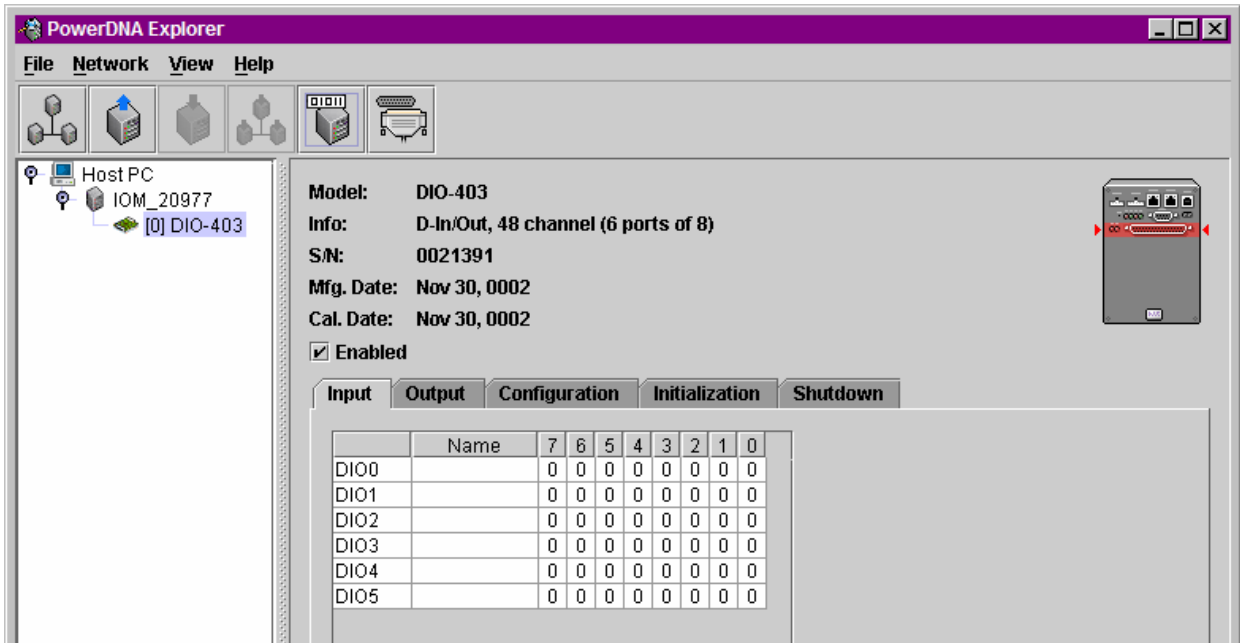 PowerDNA Explorer
File Network View Help
01011
Host PC
IOM_20977
[0] DIO-403
Model: DIO-403
Info: D-In/Out, 48 channel (6 ports of 8)
S/N: 0021391
Mfg. Date: Nov 30, 0002
Cal. Date: Nov 30, 0002
Enabled
Input Output Configuration Initialization Shutdown
Name 7 6 5 4 3 2 1 0
DIO0 0 0 0 0 0 0 0 0
DIO1 0 0 0 0 0 0 0 0
DIO2 0 0 0 0 0 0 0 0
DIO3 0 0 0 0 0 0 0 0
DIO4 0 0 0 0 0 0 0 0
DIO5 0 0 0 0 0 0 0 0